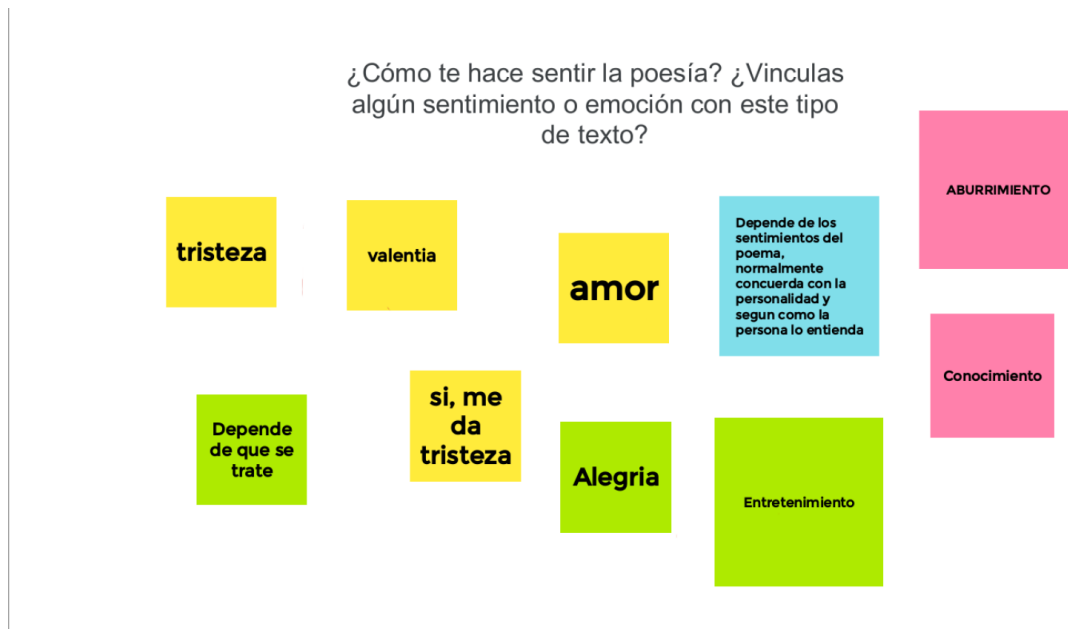 ¿Cómo te hace sentir la poesía? ¿Vinculas
algún sentimiento o emoción con este tipo
de texto?
tristeza
valentia
amor
Depende de los
sentimientos del
poema,
normalmente
concuerda con la
personalidad y
segun como la
persona lo entienda
ABURRIMIENTO
Depende
de que se
trate
si, me
da
tristeza
Alegria
Entretenimiento
Conocimiento